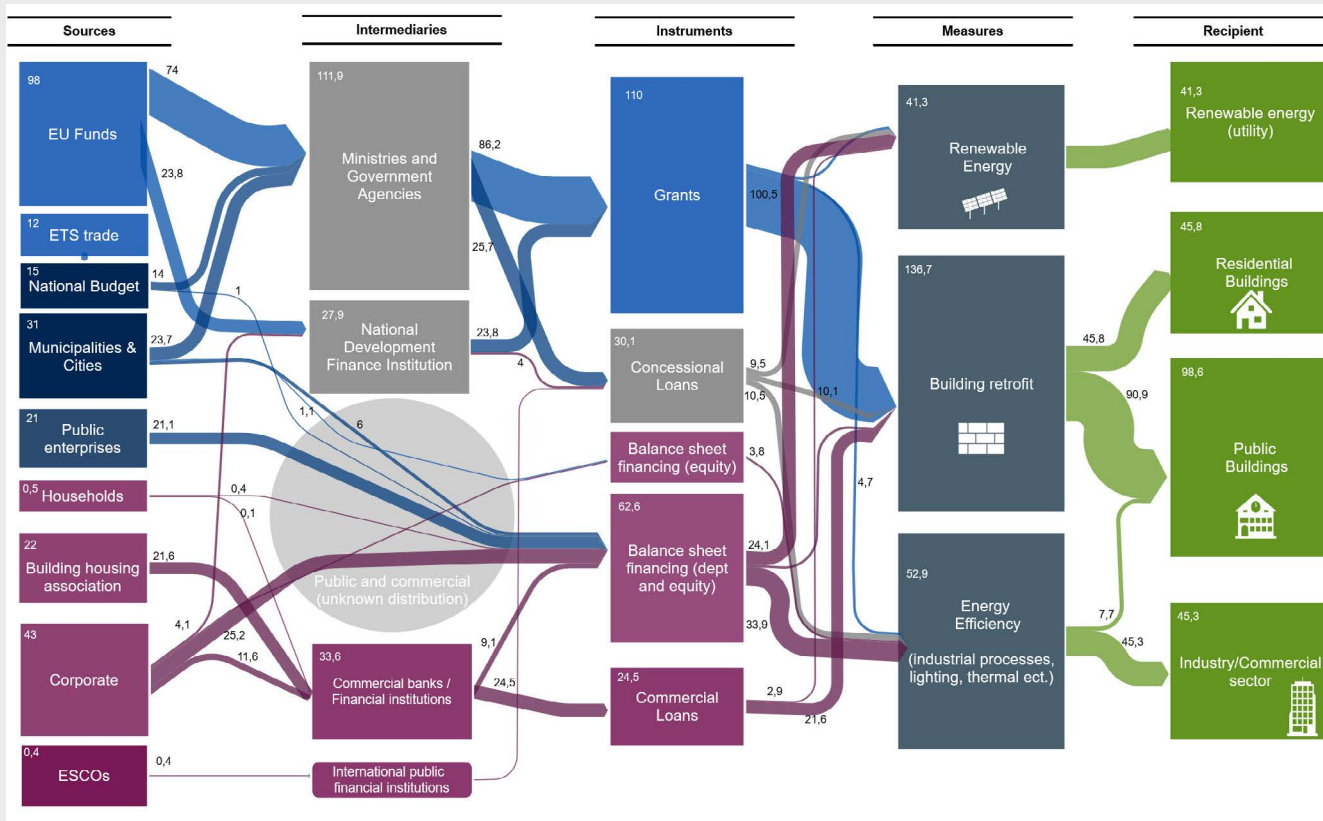 Sources
Intermediaries
Instruments
Measures
Recipient
98
EU Funds
74
23,8
12
ETS trade
15
National Budget
14
1
31
Municipalities &
Cities
23,7
1,1
6
21
Public
enterprises
21,1
0,5
Households
0,4
0,1
22
Building housing
association
21,6
43
Corporate
4,1
25,2
11,6
0,4
ESCOs
0,4
111,9
Ministries and
Government
Agencies
86,2
25,7
27,9
National
Development
Finance Institution
23,8
4
Public and commercial
(unknown distribution)
33,6
Commercial banks /
Financial institutions
9,1
24,5
International public
financial institutions
110
Grants
100,5
30,1
Concessional
Loans
9,5
10,1
10,5
Balance sheet
financing (equity)
3,8
4,7
62,6
Balance sheet
financing (dept
and equity)
24,1
33,9
24,5
Commercial
Loans
2,9
21,6
41,3
Renewable
Energy
136,7
Building retrofit
45,8
90,9
52,9
Energy
Efficiency
(industrial processes,
lighting, thermal ect.)
7,7
45,3
41,3
Renewable energy
(utility)
45,8
Residential
Buildings
98,6
Public
Buildings
45,3
Industry/Commercial
sector